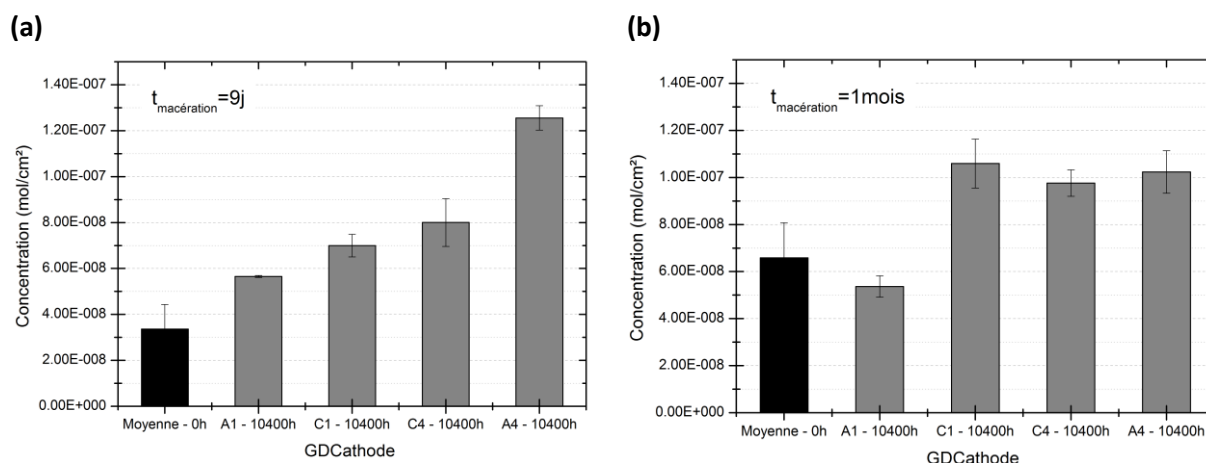 (a)
t_macération=9j
Concentration (mol/cm²)
1.40E-007
1.20E-007
1.00E-007
8.00E-008
6.00E-008
4.00E-008
2.00E-008
0.00E+000
Moyenne - 0h A1 - 10400h C1 - 10400h C4 - 10400h A4 - 10400h
GDCathode
(b)
t_macération=1mois
Concentration (mol/cm²)
1.40E-007
1.20E-007
1.00E-007
8.00E-008
6.00E-008
4.00E-008
2.00E-008
0.00E+000
Moyenne - 0h A1 - 10400h C1 - 10400h C4 - 10400h A4 - 10400h
GDCathode